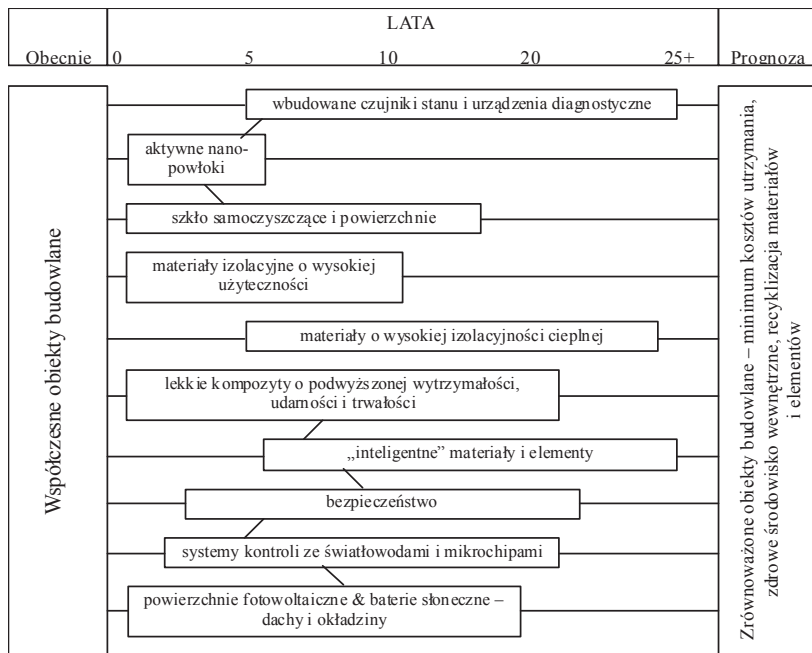 LATA
Obecnie 0 5 10 20 25+ Prognoza
Współczesne obiekty budowlane
wbudowane czujniki stanu i urządzenia diagnostyczne
aktywne nano-
powłoki
szkło samoczyszczące i powierzchnie
materiały izolacyjne o wysokiej
użyteczności
materiały o wysokiej izolacyjności cieplnej
lekkie kompozyty o podwyższonej wytrzymałości,
udarności i trwałości
„inteligentne” materiały i elementy
bezpieczeństwo
systemy kontroli ze światłowodami i mikrochipami
powierzchnie fotowoltaiczne & baterie słoneczne –
dachy i okładziny
Zrównoważone obiekty budowlane – minimum kosztów utrzymania,
zdrowe środowisko wewnętrzne, recyklizacja materiałów
i elementów